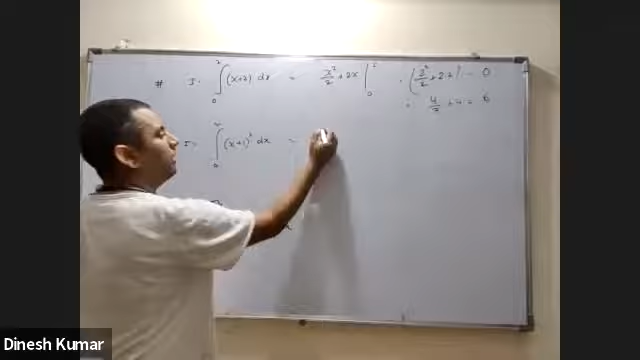 # I. ∫₀² (x+2) dx = x²/2 + 2x |₀² . (2²/2 + 2.2) - 0
: 4/2 + 4 = 6
(x+1)² dx =
Dinesh Kumar